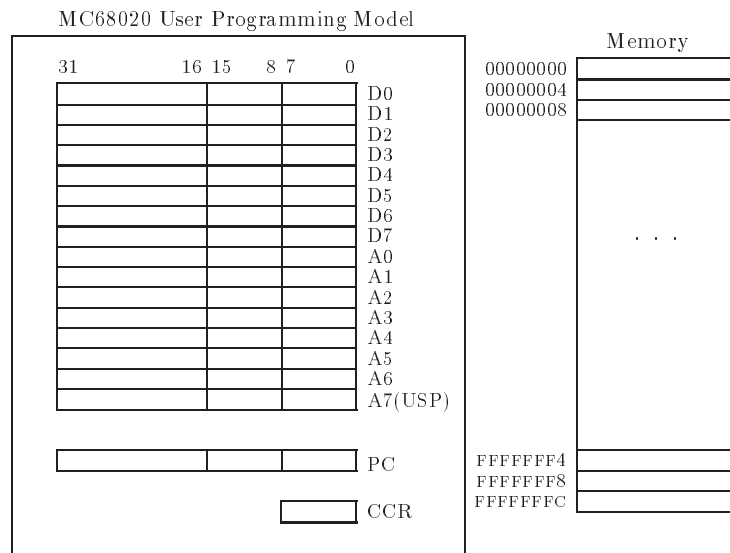 MC68020 User Programming Model
31 16 15 8 7 0
D0
D1
D2
D3
D4
D5
D6
D7
A0
A1
A2
A3
A4
A5
A6
A7(USP)
PC
CCR
Memory
00000000
00000004
00000008
. . .
FFFFFFF4
FFFFFFF8
FFFFFFFC